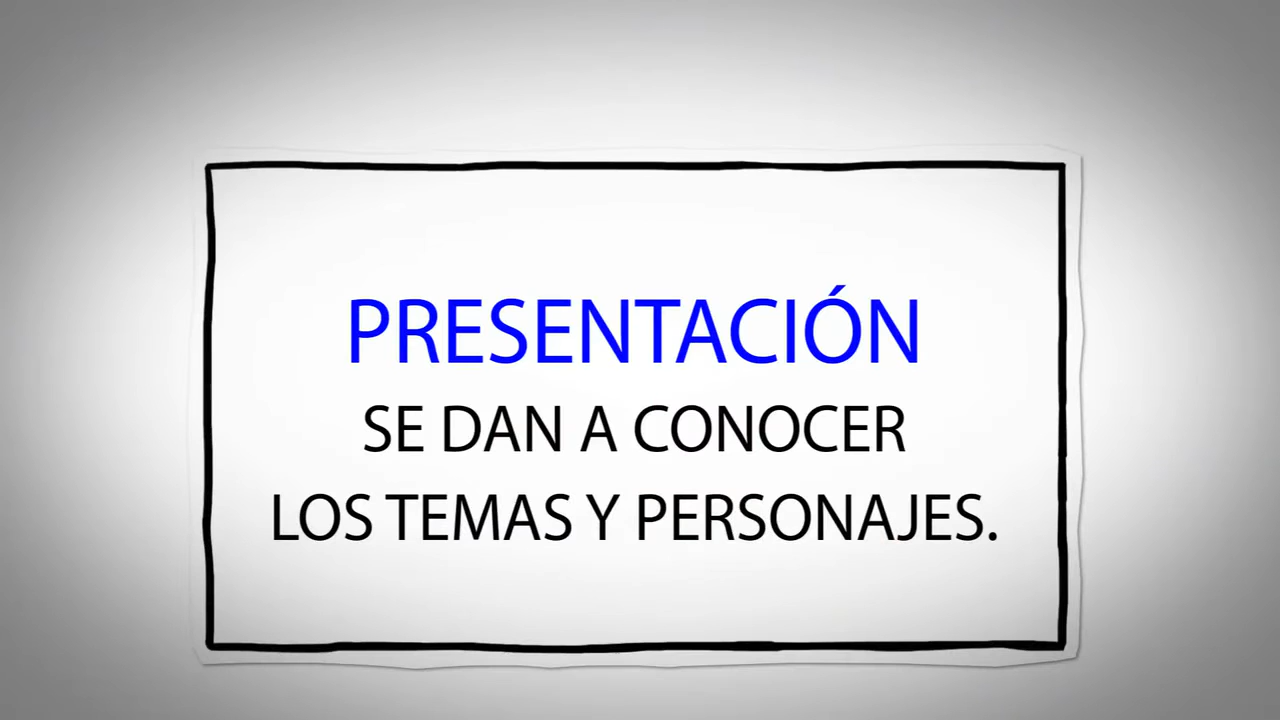 PRESENTACIÓN
SE DAN A CONOCER
LOS TEMAS Y PERSONAJES.